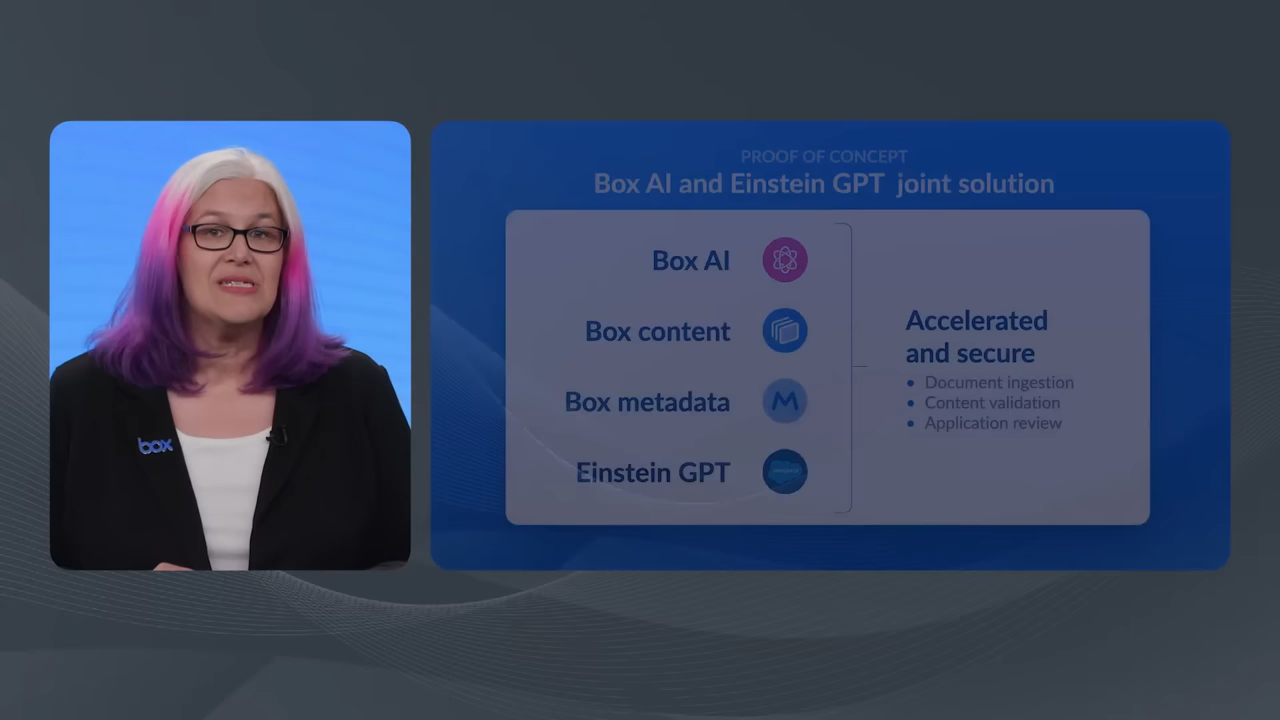 box
PROOF OF CONCEPT
Box AI and Einstein GPT joint solution
Box AI
Box content
Box metadata
Einstein GPT
Accelerated
and secure
• Document ingestion
• Content validation
• Application review